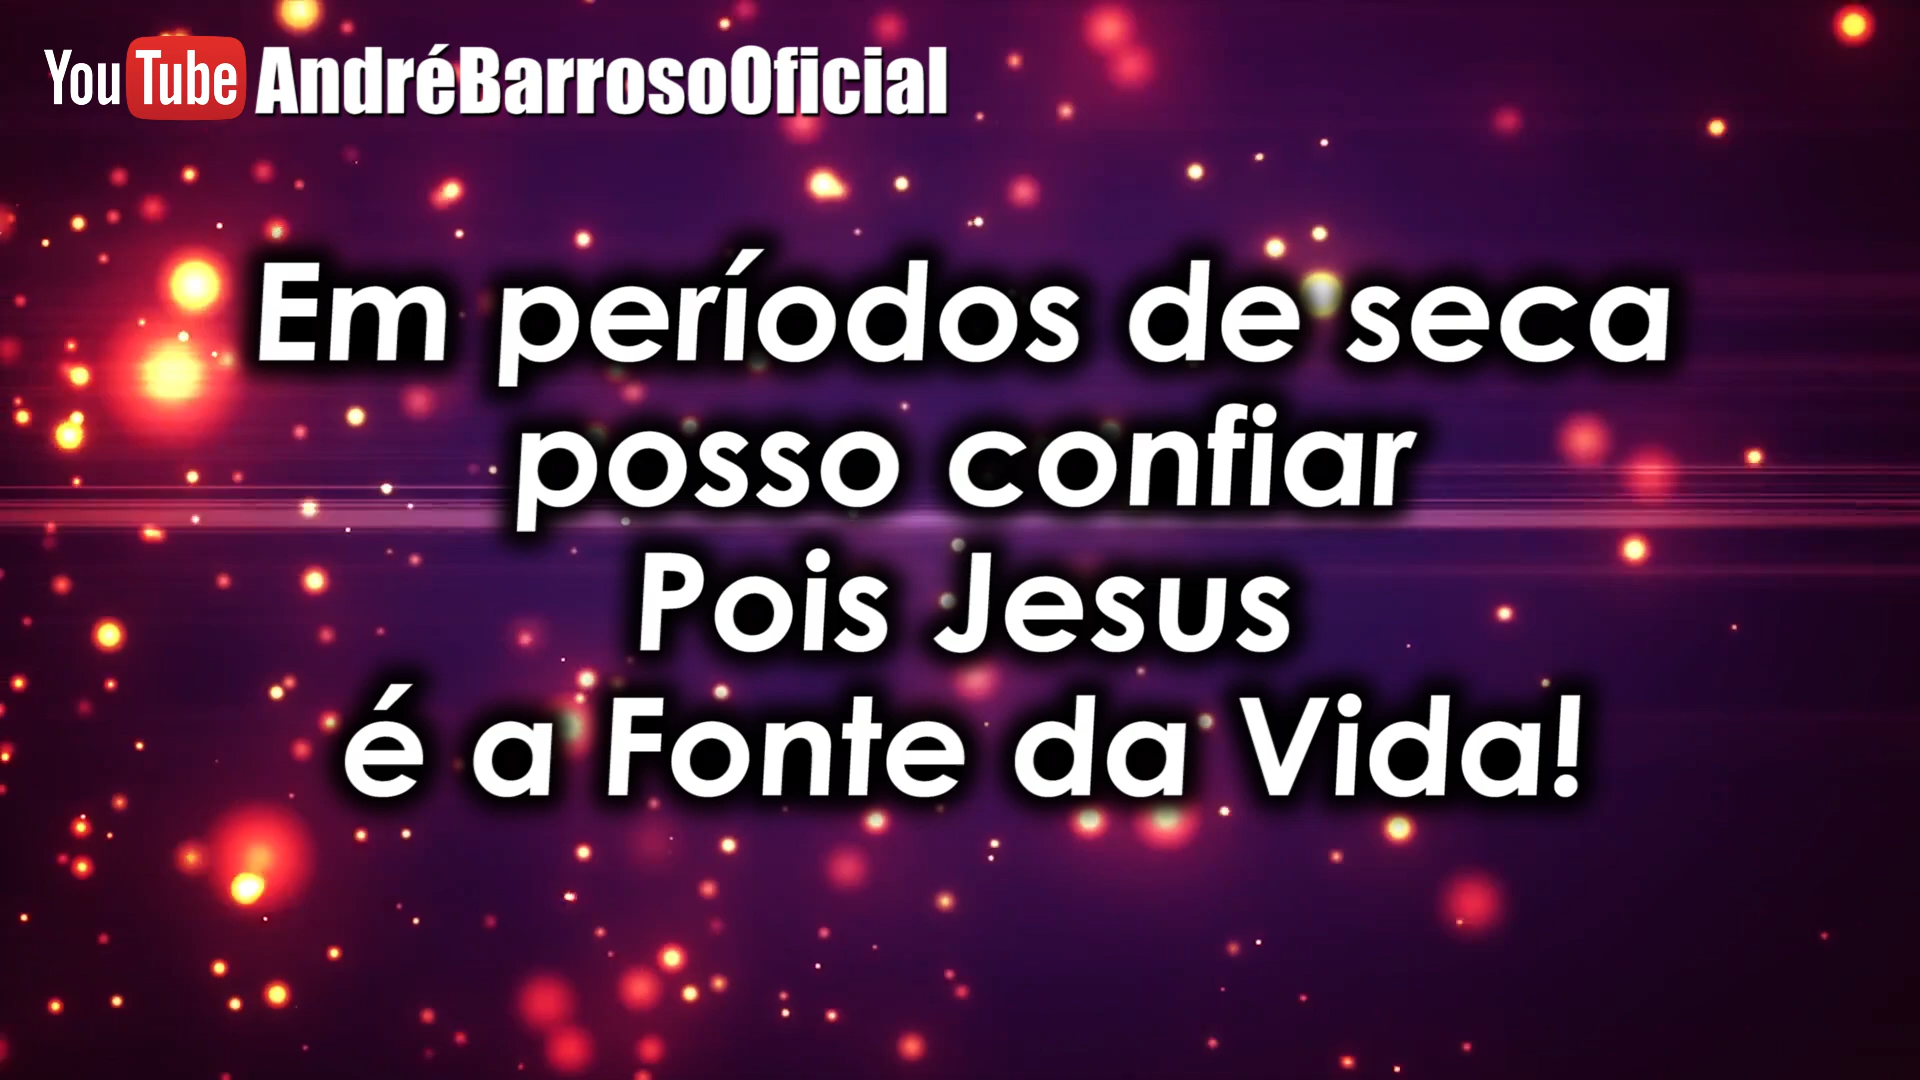 YouTube AndréBarrosoOficial
Em períodos de seca
posso confiar
Pois Jesus
é a Fonte da Vida!